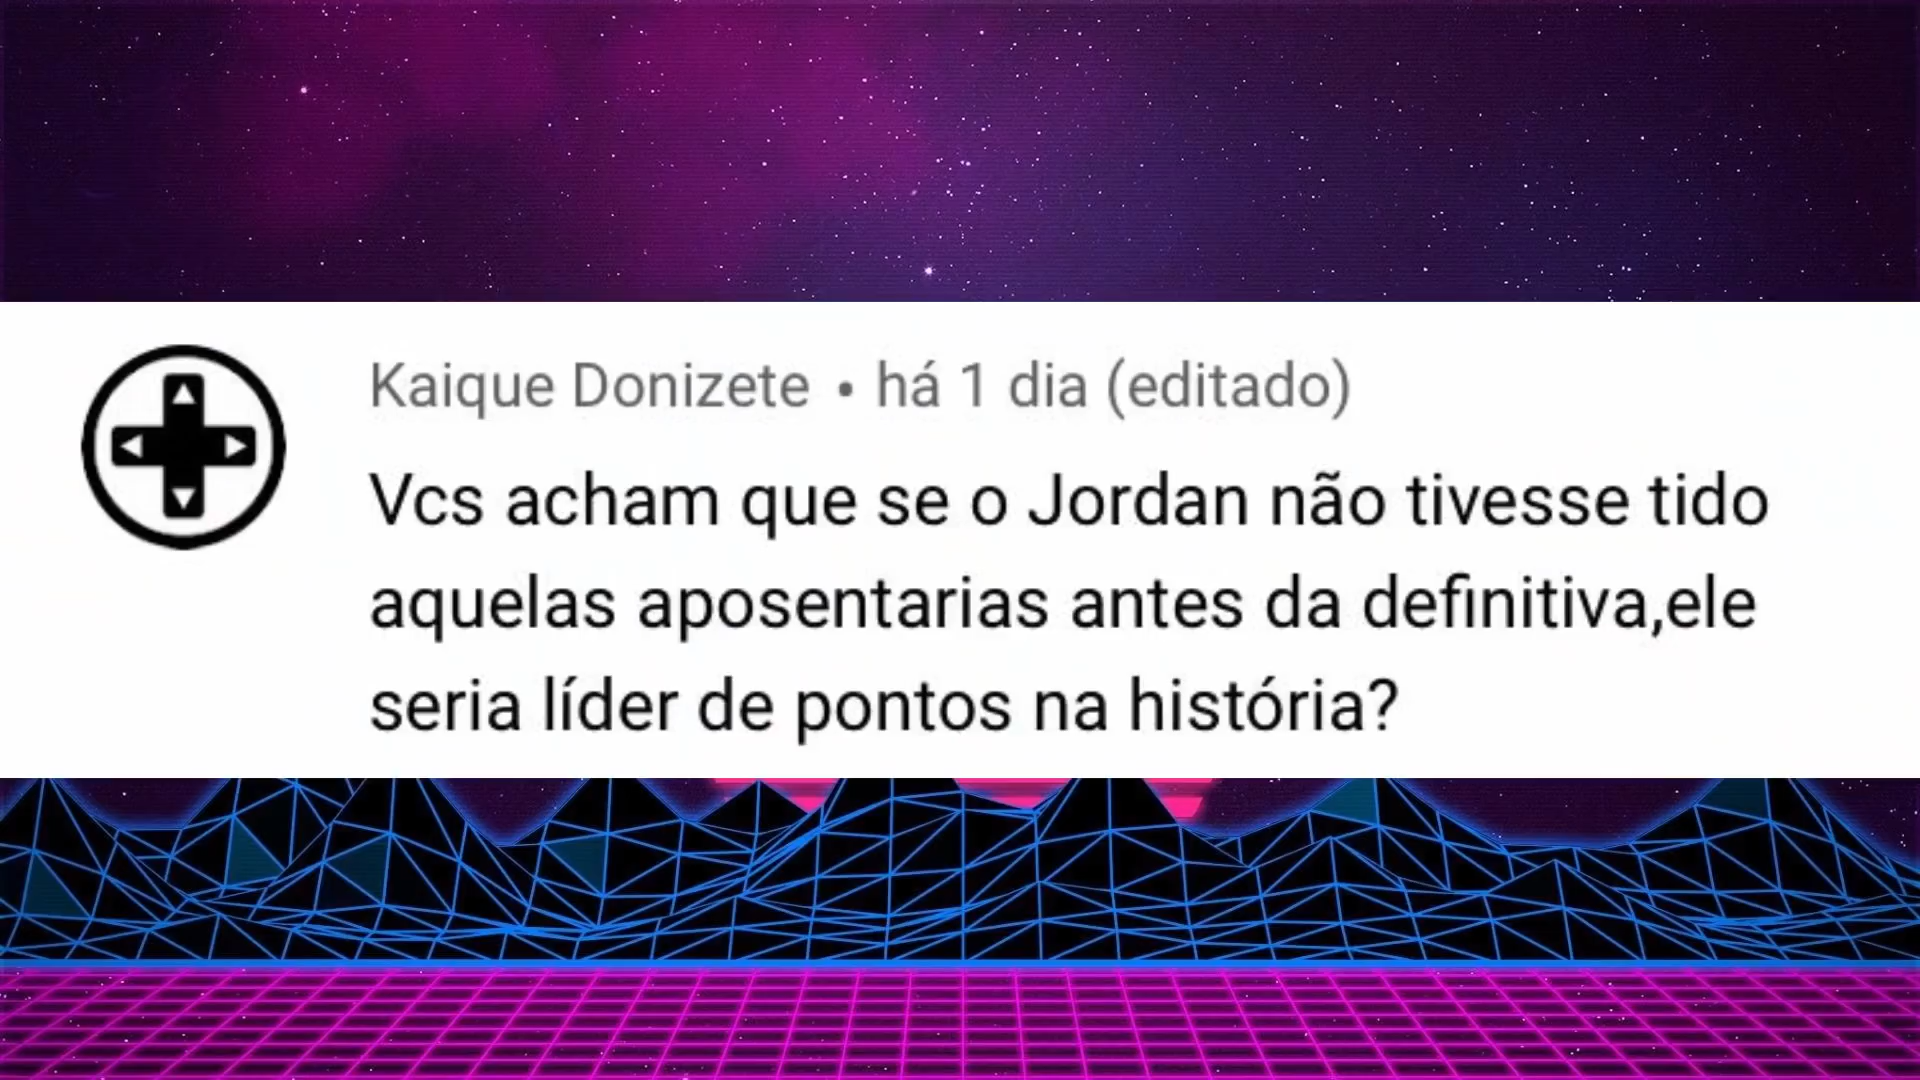 Kaique Donizete • há 1 dia (editado)
Vcs acham que se o Jordan não tivesse tido
aquelas aposentarias antes da definitiva,ele
seria líder de pontos na história?